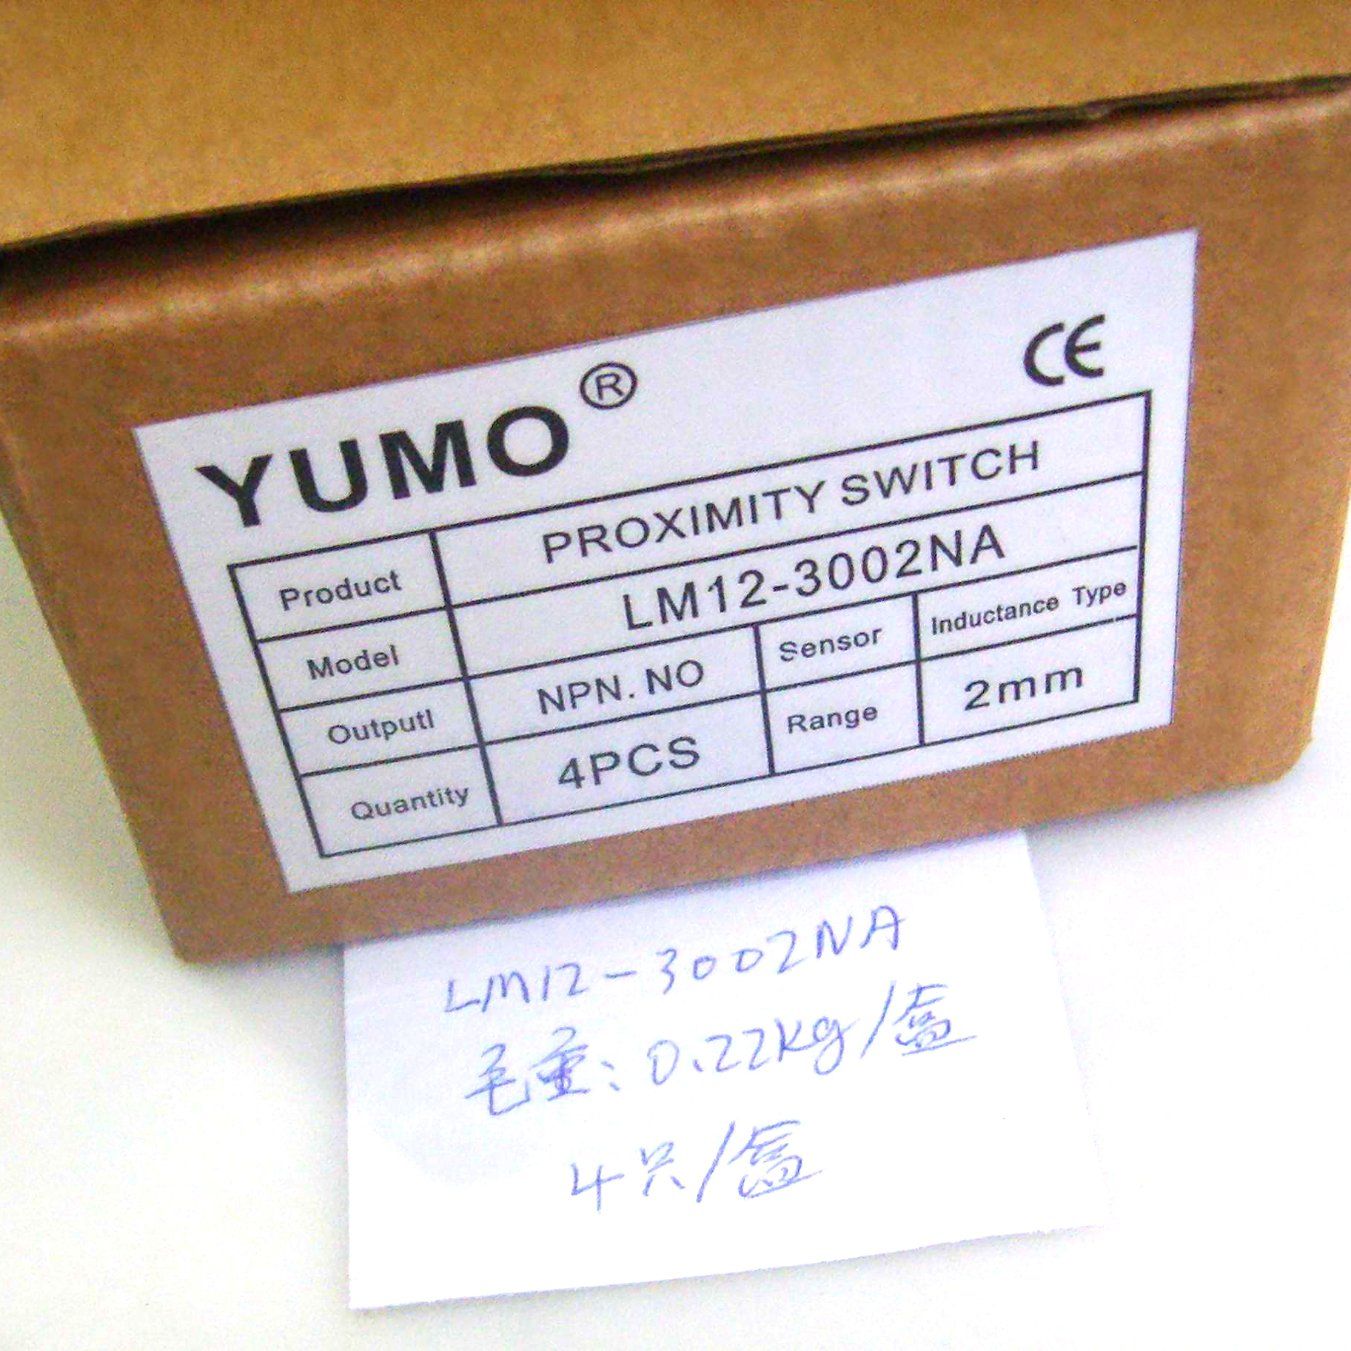 YUMO®
CE
Product PROXIMITY SWITCH
Model LM12-3002NA
Outputl NPN. NO Sensor Inductance Type
Quantity 4PCS Range 2mm
LM12-3002NA
毛重: 0.22kg/盒
4只/盒